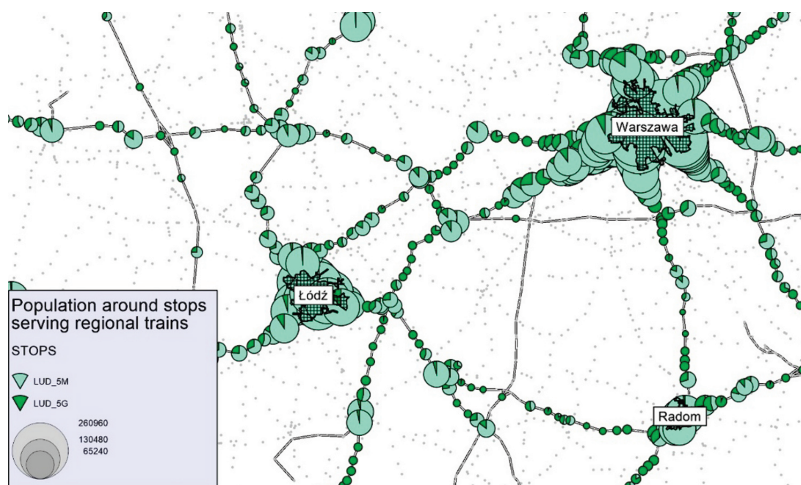 Warszawa
Łódź
Population around stops
serving regional trains
STOPS
LUD_5M
LUD_5G
260960
130480
65240
Radom